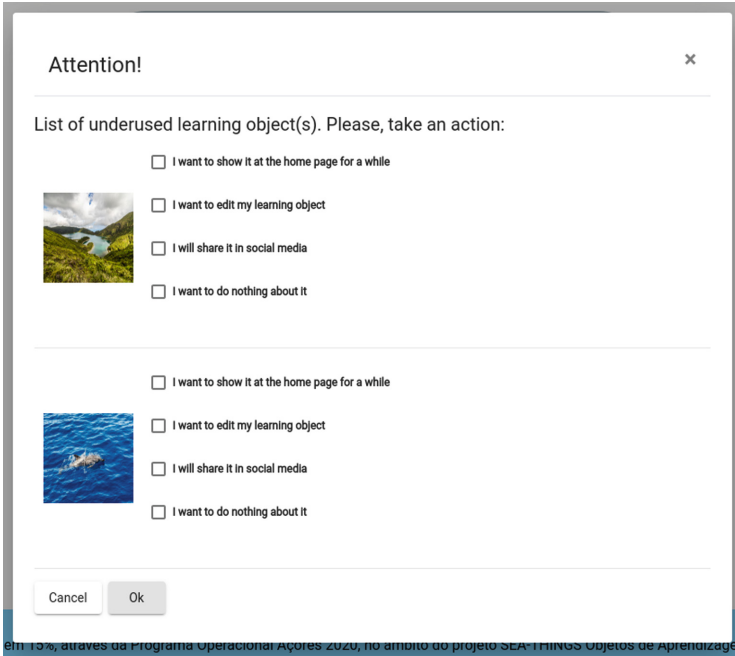 Attention!
×
List of underused learning object(s). Please, take an action:
I want to show it at the home page for a while
I want to edit my learning object
I will share it in social media
I want to do nothing about it
I want to show it at the home page for a while
I want to edit my learning object
I will share it in social media
I want to do nothing about it
Cancel Ok
em 15%, através da Programa Operacional Açores 2020, no âmbito do projeto SEA-THINGS Objetos de Aprendizage